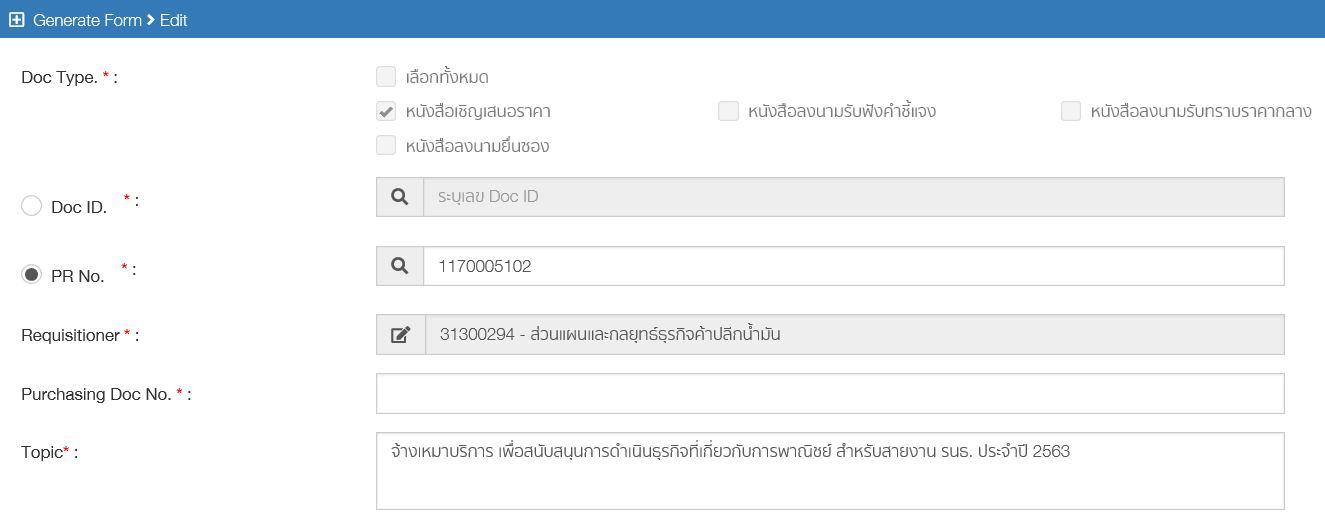 Generate Form > Edit
Doc Type. * : เลือกทั้งหมด
หนังสือเชิญเสนอราคา หนังสือลงนามรับฟังคำชี้แจง หนังสือลงนามรับทราบราคากลาง
หนังสือลงนามยื่นซอง
Doc ID. * : ระบุเลข Doc ID
PR No. * : 1170005102
Requisitioner * : 31300294 - ส่วนแผนและกลยุทธ์ธุรกิจค้าปลีกน้ำมัน
Purchasing Doc No. * :
Topic* : จ้างเหมาบริการ เพื่อสนับสนุนการดำเนินธุรกิจที่เกี่ยวกับการพาณิชย์ สำหรับสายงาน รนธ. ประจำปี 2563